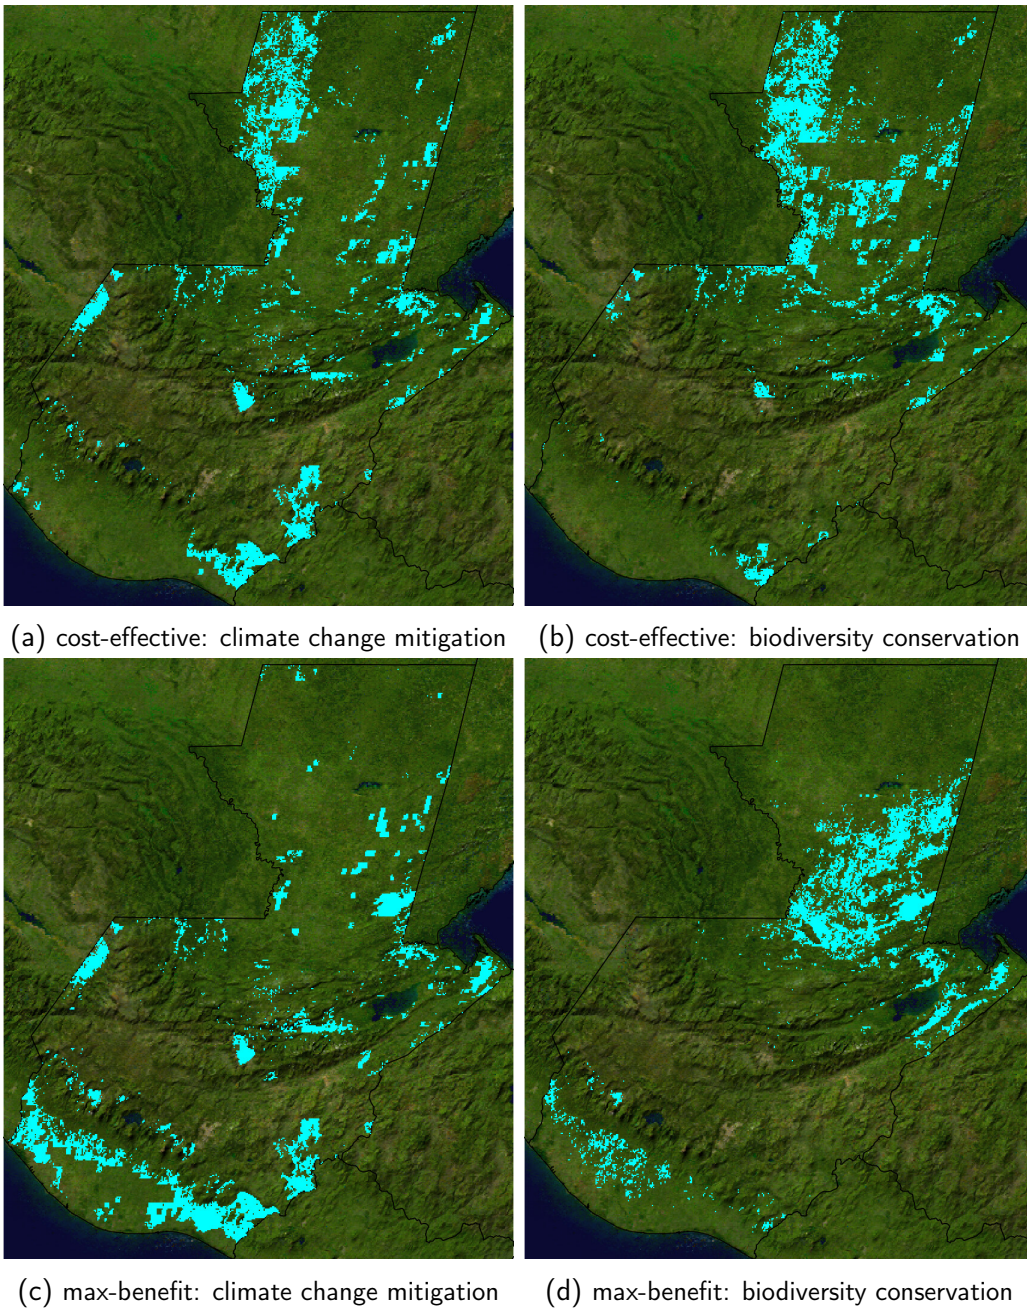 (a) cost-effective: climate change mitigation
(b) cost-effective: biodiversity conservation
(c) max-benefit: climate change mitigation
(d) max-benefit: biodiversity conservation